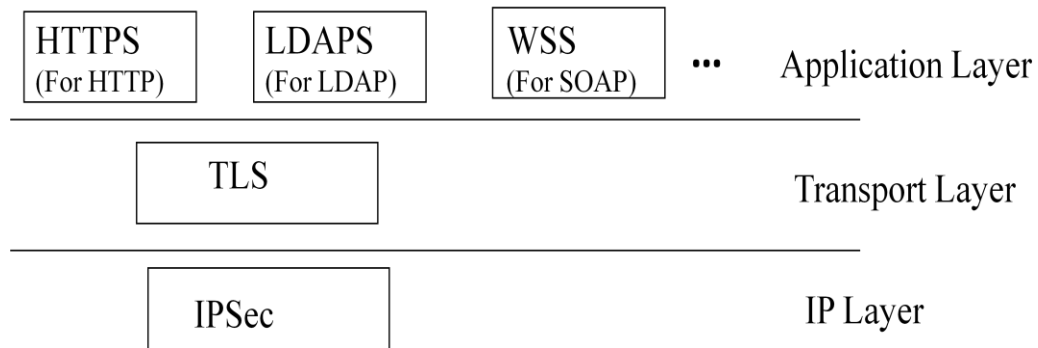 HTTPS
(For HTTP)
LDAPS
(For LDAP)
WSS
(For SOAP)
...
Application Layer
TLS
Transport Layer
IPSec
IP Layer